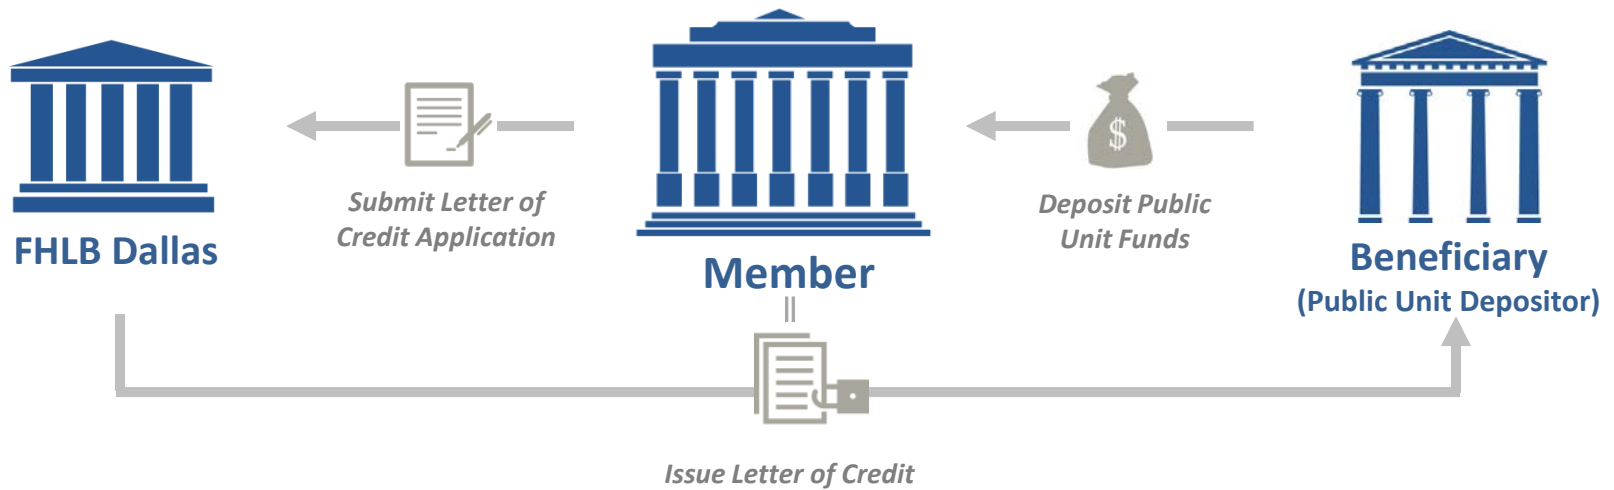 $
Submit Letter of
Credit Application
Deposit Public
Unit Funds
FHLB Dallas
Member
Beneficiary
(Public Unit Depositor)
Issue Letter of Credit